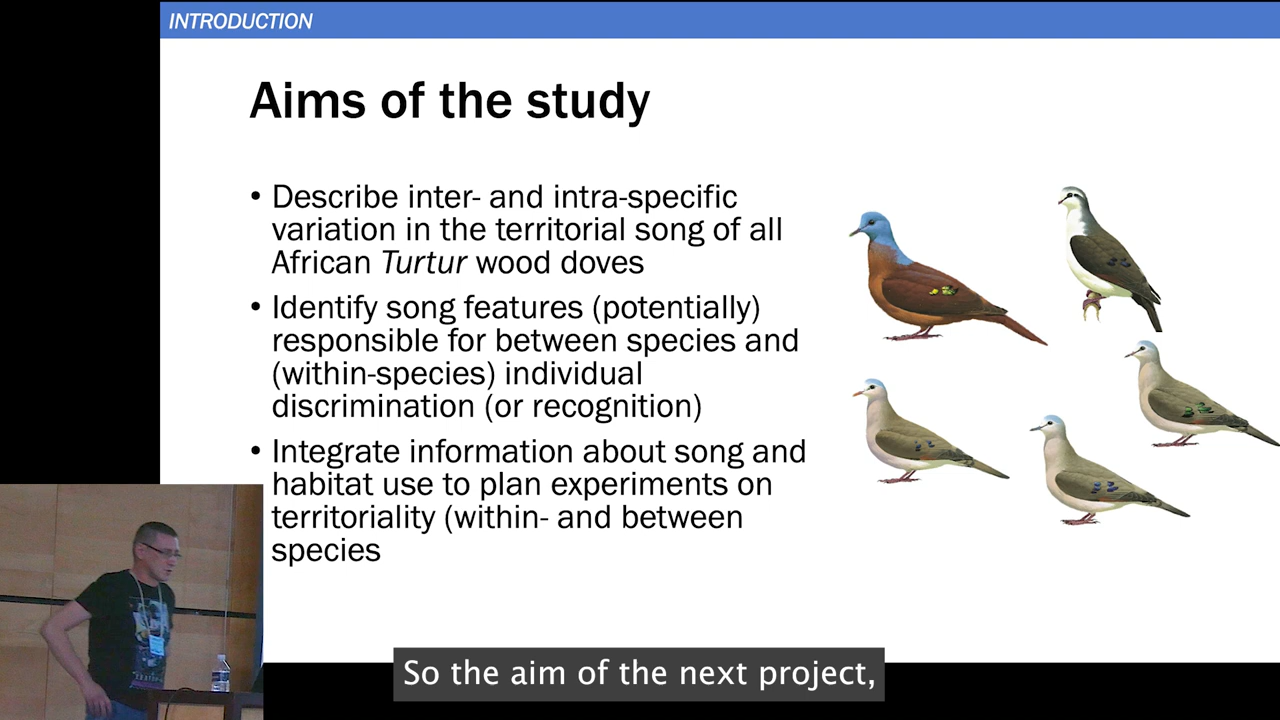 INTRODUCTION
Aims of the study
• Describe inter- and intra-specific
variation in the territorial song of all
African Turtur wood doves
• Identify song features (potentially)
responsible for between species and
(within-species) individual
discrimination (or recognition)
• Integrate information about song and
habitat use to plan experiments on
territoriality (within- and between
species
So the aim of the next project,